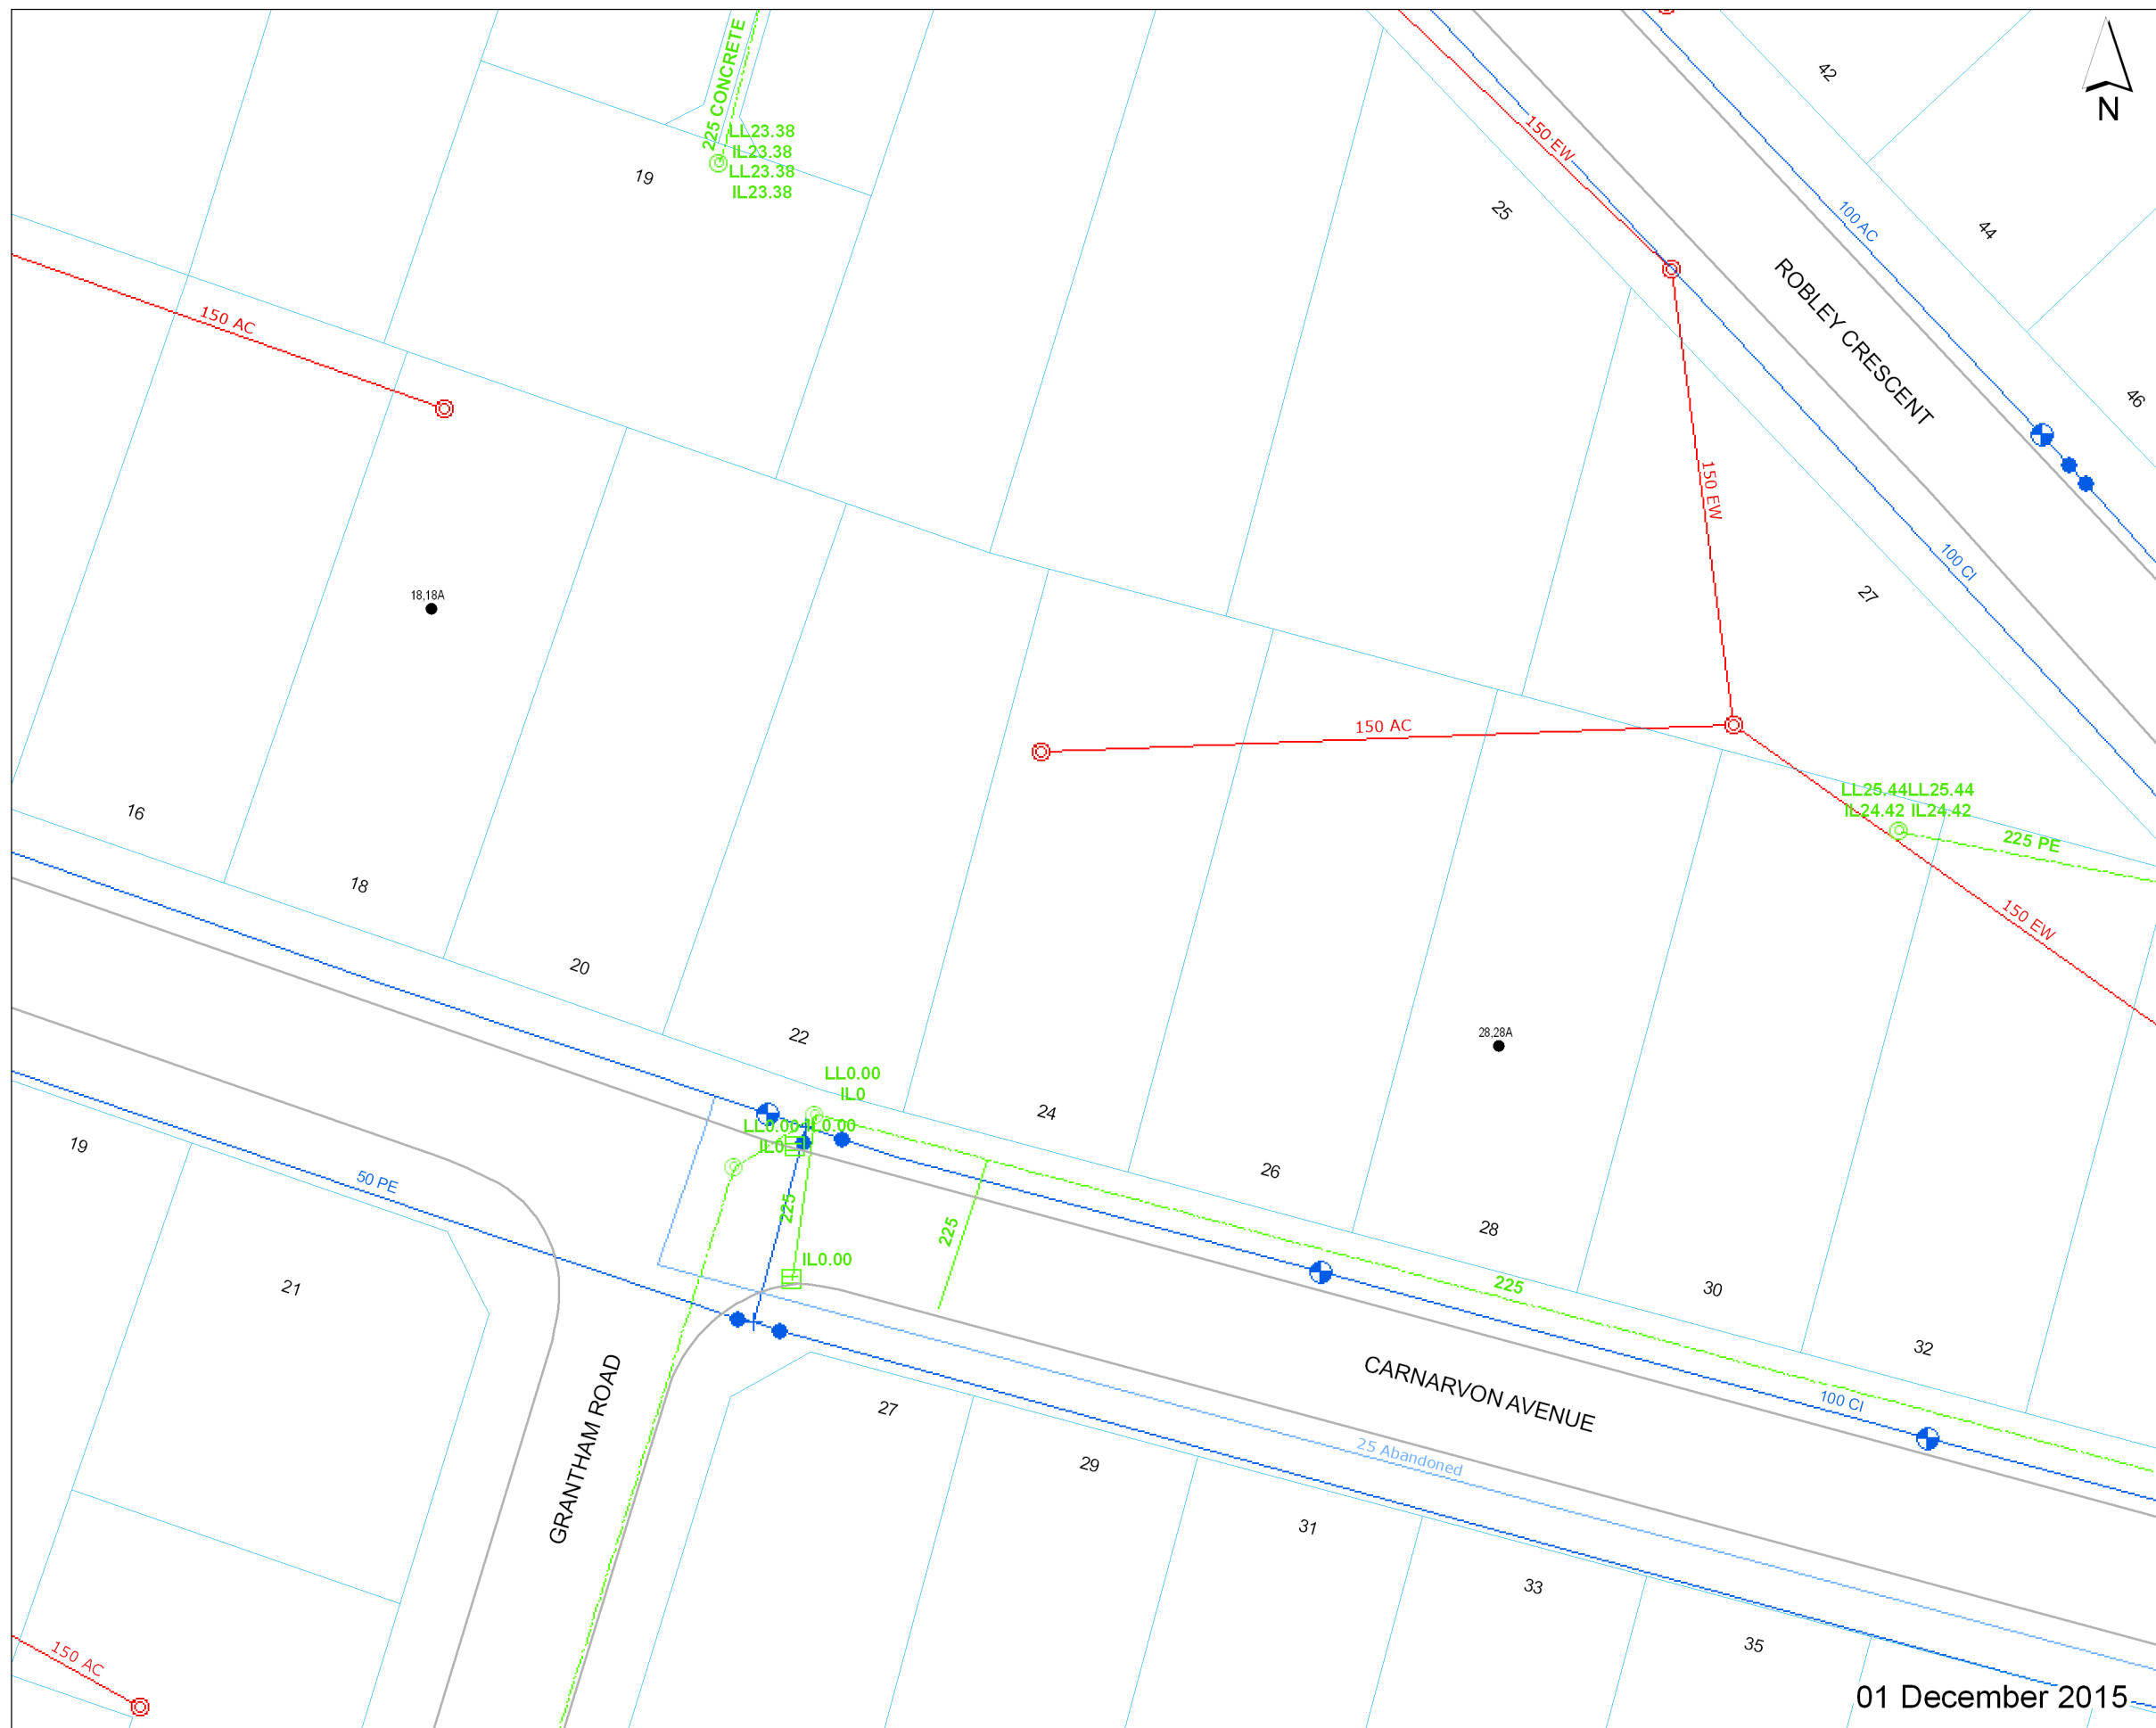 225 CONCRETE
LL23.38
IL23.38
LL23.38
IL23.38
19
42
N
150 EW
25
100 AC
44
ROBLEY CRESCENT
46
150 AC
150 EW
100 CI
27
18,18A
150 AC
LL25.44LL25.44
IL24.42 IL24.42
225 PE
150 EW
16
18
20
22
28,28A
LL0.00
IL0
LL0.00 IL0.00
IL0
24
26
28
30
32
19
50 PE
225
225
IL0.00
225
21
100 CI
CARNARVON AVENUE
GRANTHAM ROAD
27
29
25 Abandoned
31
33
35
150 AC
01 December 2015